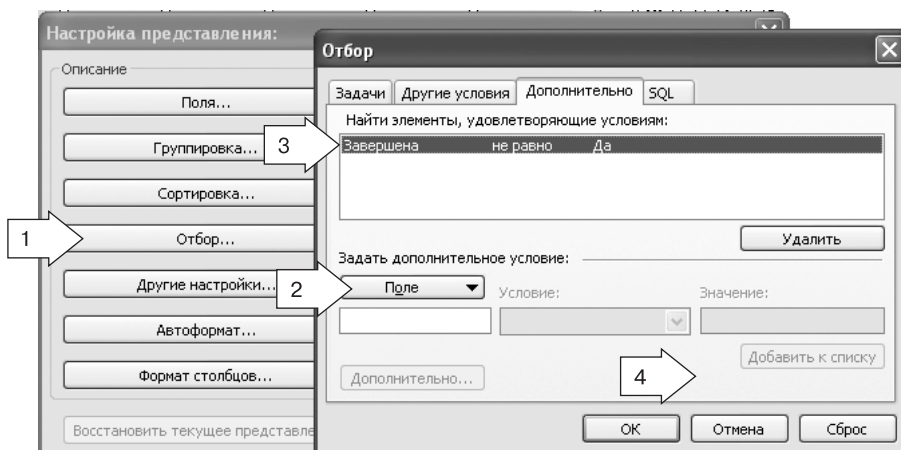 Настройка представления:
Описание
Поля...
Группировка...
Сортировка...
1
Отбор...
Другие настройки...
Автоформат...
Формат столбцов...
Восстановить текущее представле
Отбор
Задачи
Другие условия
Дополнительно
SQL
Найти элементы, удовлетворяющие условиям:
3
Завершена не равно Да
Удалить
Задать дополнительное условие:
2
Поле
Условие:
Значение:
4
Добавить к списку
Дополнительно...
ОК
Отмена
Сброс